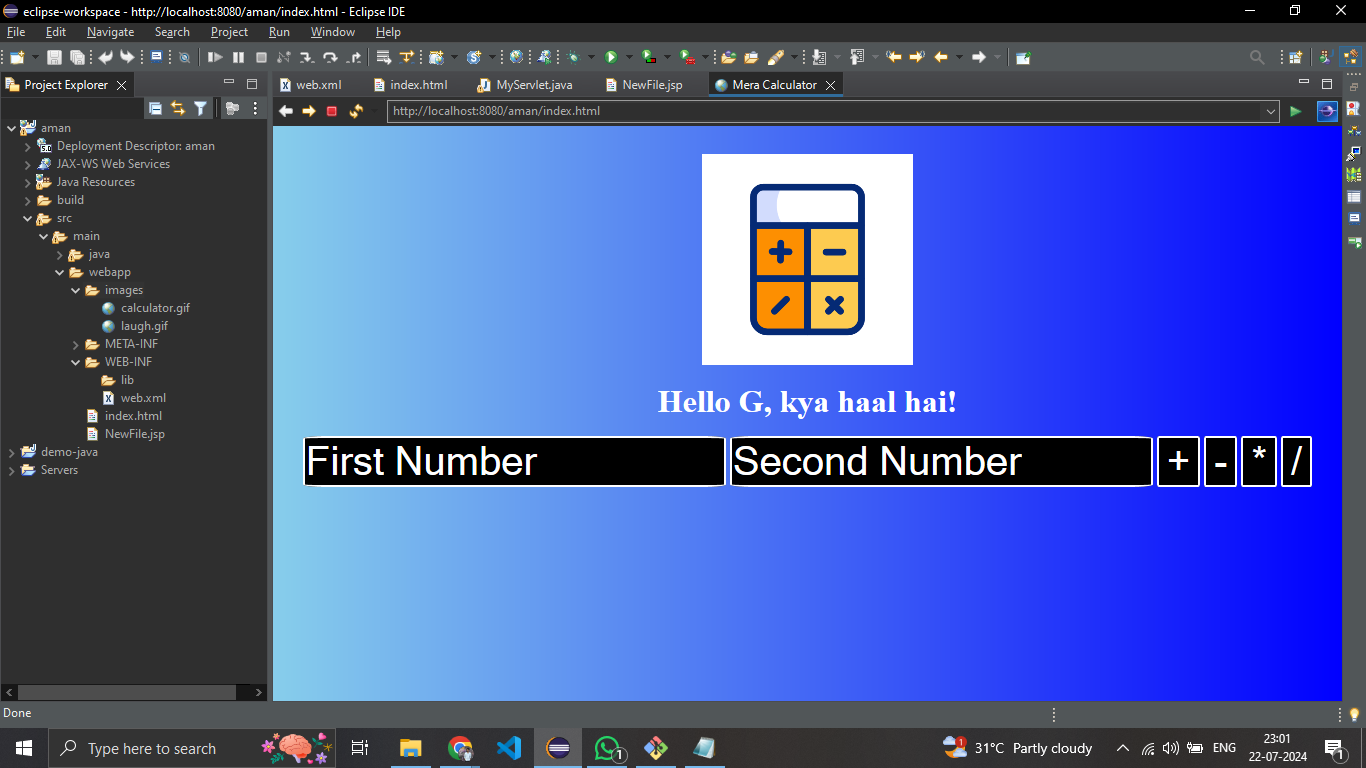 eclipse-workspace - http://localhost:8080/aman/index.html - Eclipse IDE
File Edit Navigate Search Project Run Window Help
Project Explorer
web.xml index.html MyServlet.java NewFile.jsp Mera Calculator
http://localhost:8080/aman/index.html
aman
Deployment Descriptor: aman
JAX-WS Web Services
Java Resources
build
src
main
java
webapp
images
calculator.gif
laugh.gif
META-INF
WEB-INF
lib
web.xml
index.html
NewFile.jsp
demo-java
Servers
Hello G, kya haal hai!
First Number Second Number + - * /
Done
Type here to search
1
1
31°C Partly cloudy
ENG
23:01
22-07-2024
1